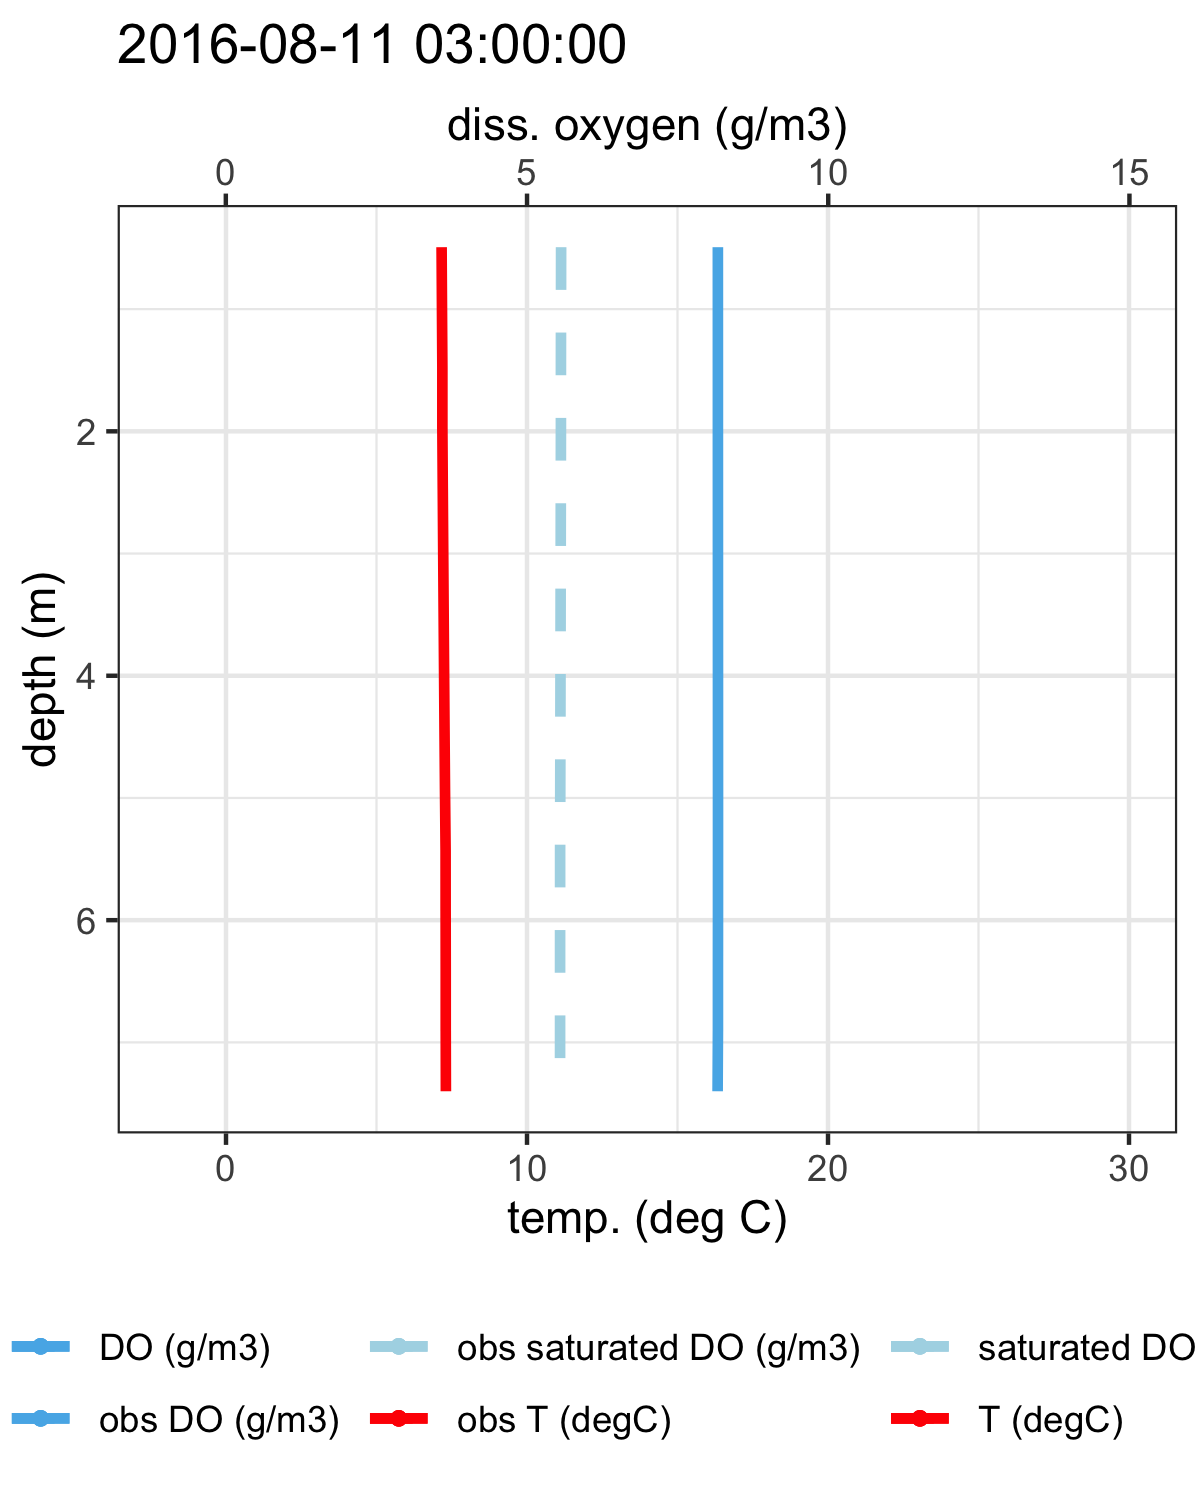 2016-08-11 03:00:00
diss. oxygen (g/m3)
0 5 10 15
depth (m)
2
4
6
0 10 20 30
temp. (deg C)
DO (g/m3) obs saturated DO (g/m3) saturated DO
obs DO (g/m3) obs T (degC) T (degC)